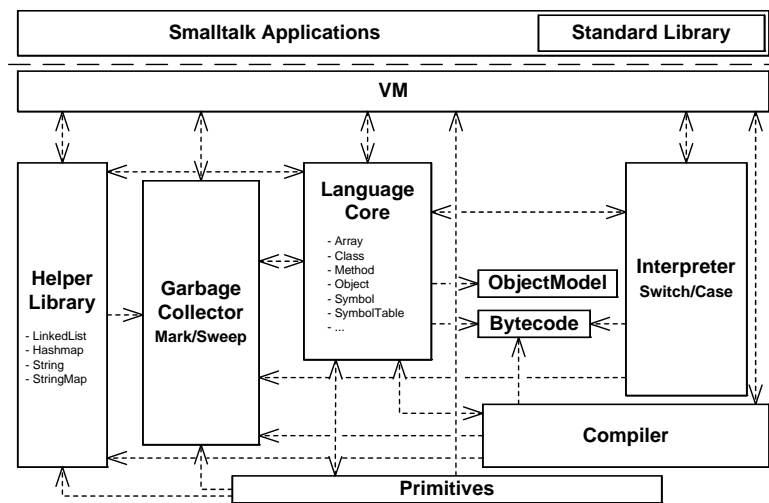 Smalltalk Applications
Standard Library
VM
Helper
Library
- LinkedList
- Hashmap
- String
- StringMap
Garbage
Collector
Mark/Sweep
Language
Core
- Array
- Class
- Method
- Object
- Symbol
- SymbolTable
- ...
ObjectModel
Bytecode
Interpreter
Switch/Case
Compiler
Primitives